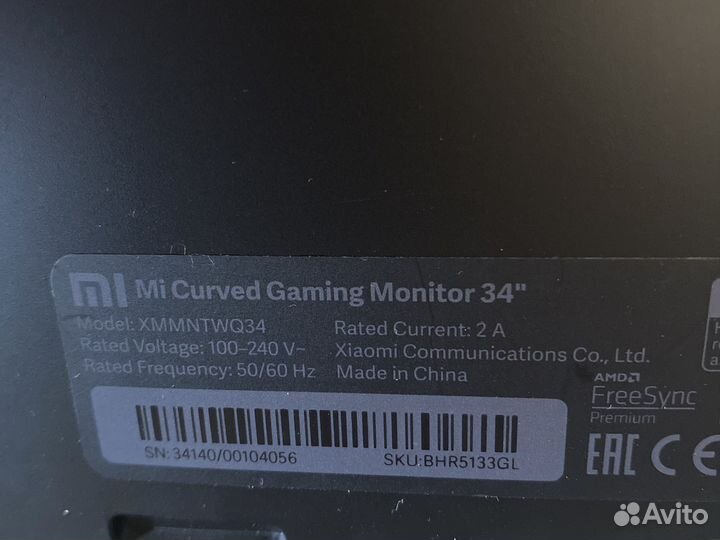 mi Mi Curved Gaming Monitor 34"
Model: XMMNTWQ34
Rated Voltage: 100-240 V~
Rated Frequency: 50/60 Hz
Rated Current: 2 A
Xiaomi Communications Co., Ltd.
Made in China
AMD
FreeSync
Premium
SN: 34140/00104056
SKU:BHR5133GL
EAC CE
Avito